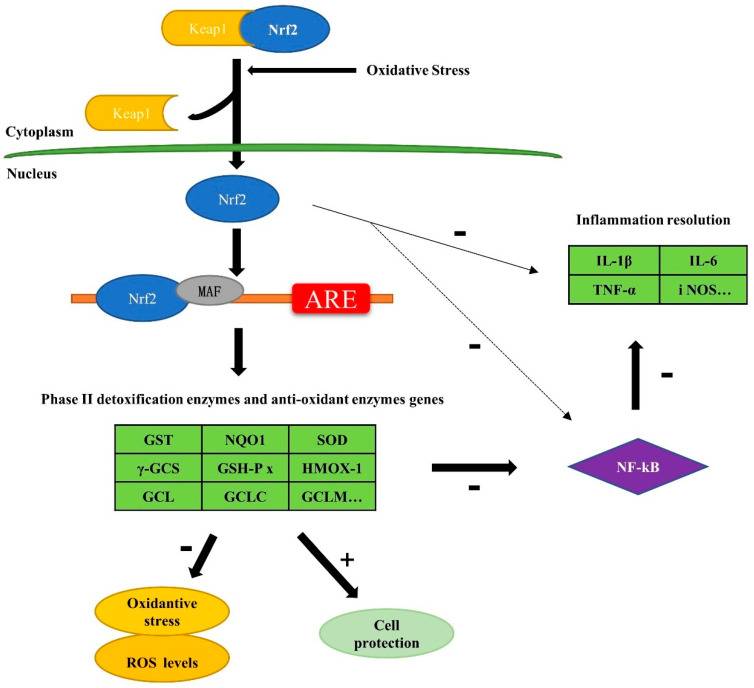 Keap1
Nrf2
Oxidative Stress
Keap1
Cytoplasm
Nucleus
Nrf2
Inflammation resolution
-
IL-1β
IL-6
TNF-α
i NOS...
Nrf2
MAF
ARE
-
-
Phase II detoxification enzymes and anti-oxidant enzymes genes
GST
NQO1
SOD
γ-GCS
GSH-P x
HMOX-1
GCL
GCLC
GCLM...
-
NF-kB
-
+
Oxidantive
stress
ROS levels
Cell
protection